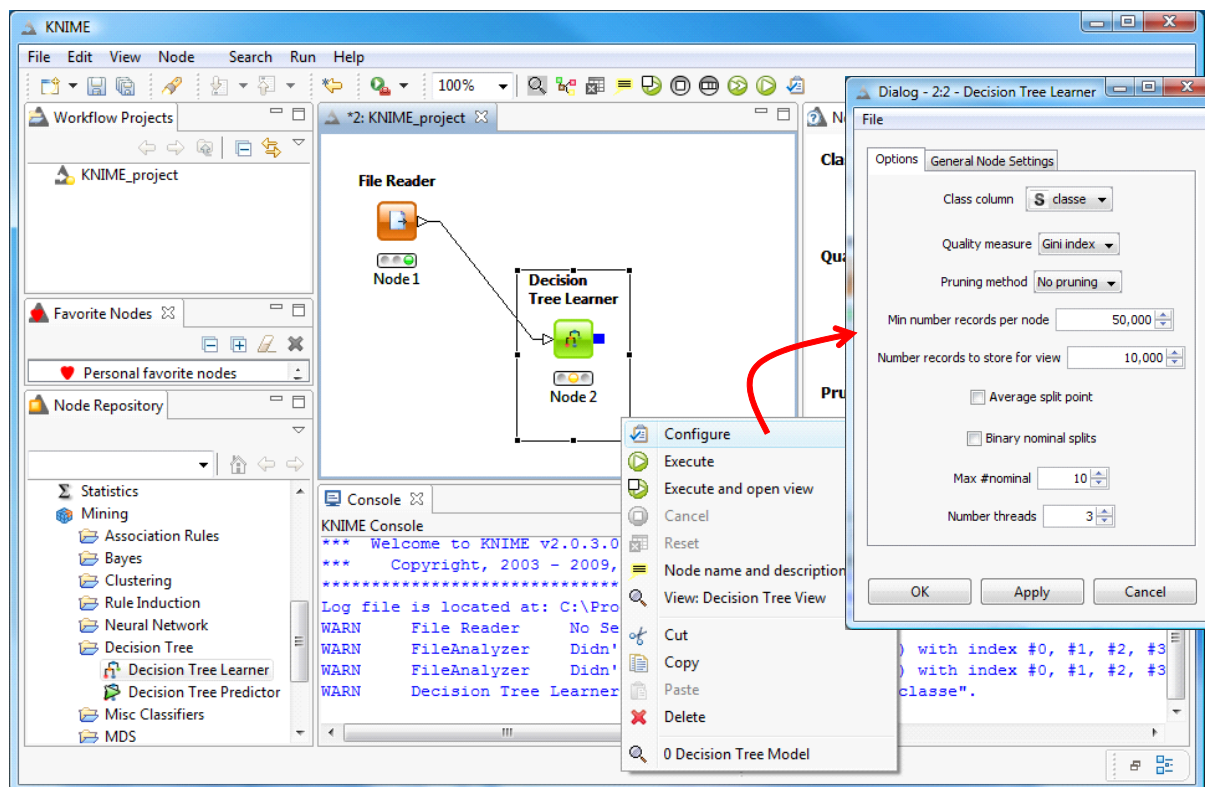 KNIME
File Edit View Node Search Run Help
100%
Workflow Projects
KNIME_project
Favorite Nodes
Personal favorite nodes
Node Repository
Statistics
Mining
Association Rules
Bayes
Clustering
Rule Induction
Neural Network
Decision Tree
Decision Tree Learner
Decision Tree Predictor
Misc Classifiers
MDS
*2: KNIME_project
File Reader
Node 1
Decision
Tree Learner
Node 2
Console
KNIME Console
*** Welcome to KNIME v2.0.3.0
*** Copyright, 2003 - 2009,
Log file is located at: C:\Pro
WARN File Reader No Se
WARN FileAnalyzer Didn' ) with index #0, #1, #2, #3
WARN FileAnalyzer Didn' ) with index #0, #1, #2, #3
WARN Decision Tree Learner classe".
Configure
Execute
Execute and open view
Cancel
Reset
Node name and description
View: Decision Tree View
Cut
Copy
Paste
Delete
0 Decision Tree Model
Cla
Qua
Pru
Dialog - 2:2 - Decision Tree Learner
File
Options General Node Settings
Class column S classe
Quality measure Gini index
Pruning method No pruning
Min number records per node 50,000
Number records to store for view 10,000
Average split point
Binary nominal splits
Max #nominal 10
Number threads 3
OK Apply Cancel